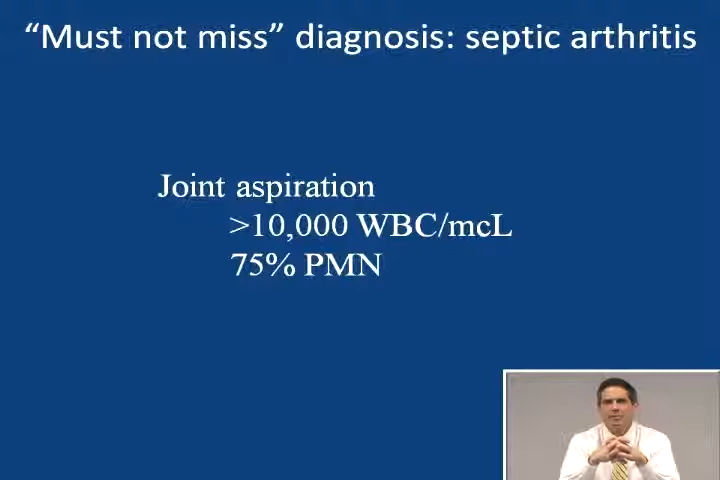 “Must not miss” diagnosis: septic arthritis
Joint aspiration
>10,000 WBC/mcL
75% PMN